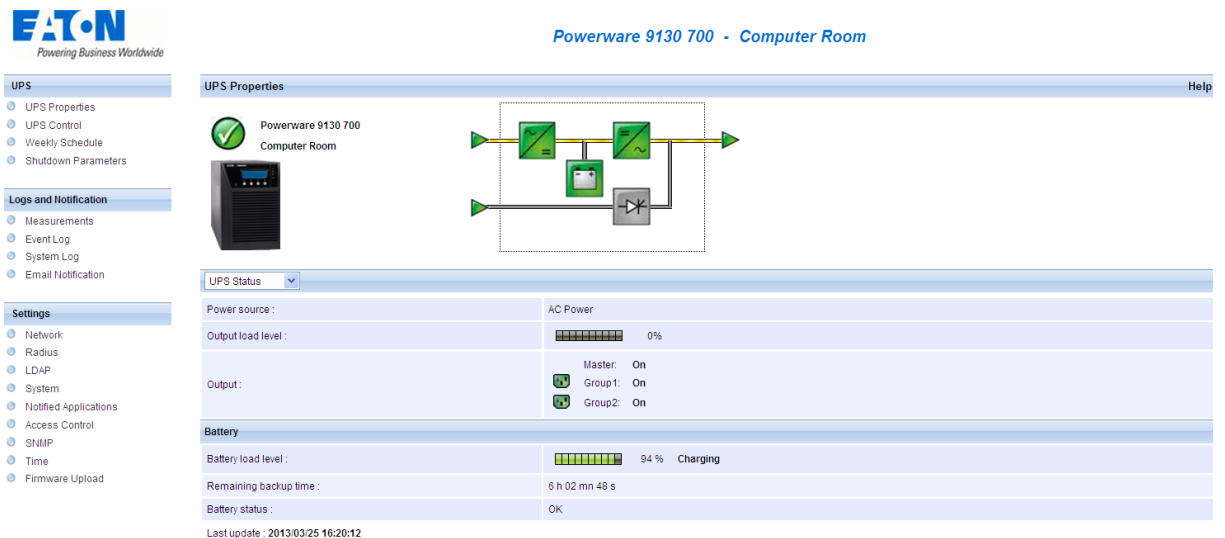 EATON
Powering Business Worldwide
Powerware 9130 700 - Computer Room
UPS
UPS Properties
UPS Control
Weekly Schedule
Shutdown Parameters
Logs and Notification
Measurements
Event Log
System Log
Email Notification
Settings
Network
Radius
LDAP
System
Notified Applications
Access Control
SNMP
Time
Firmware Upload
UPS Properties Help
Powerware 9130 700
Computer Room
UPS Status
Power source : AC Power
Output load level : 0%
Output :
Master: On
Group1: On
Group2: On
Battery
Battery load level : 94 % Charging
Remaining backup time : 6 h 02 mn 48 s
Battery status : OK
Last update : 2013/03/25 16:20:12